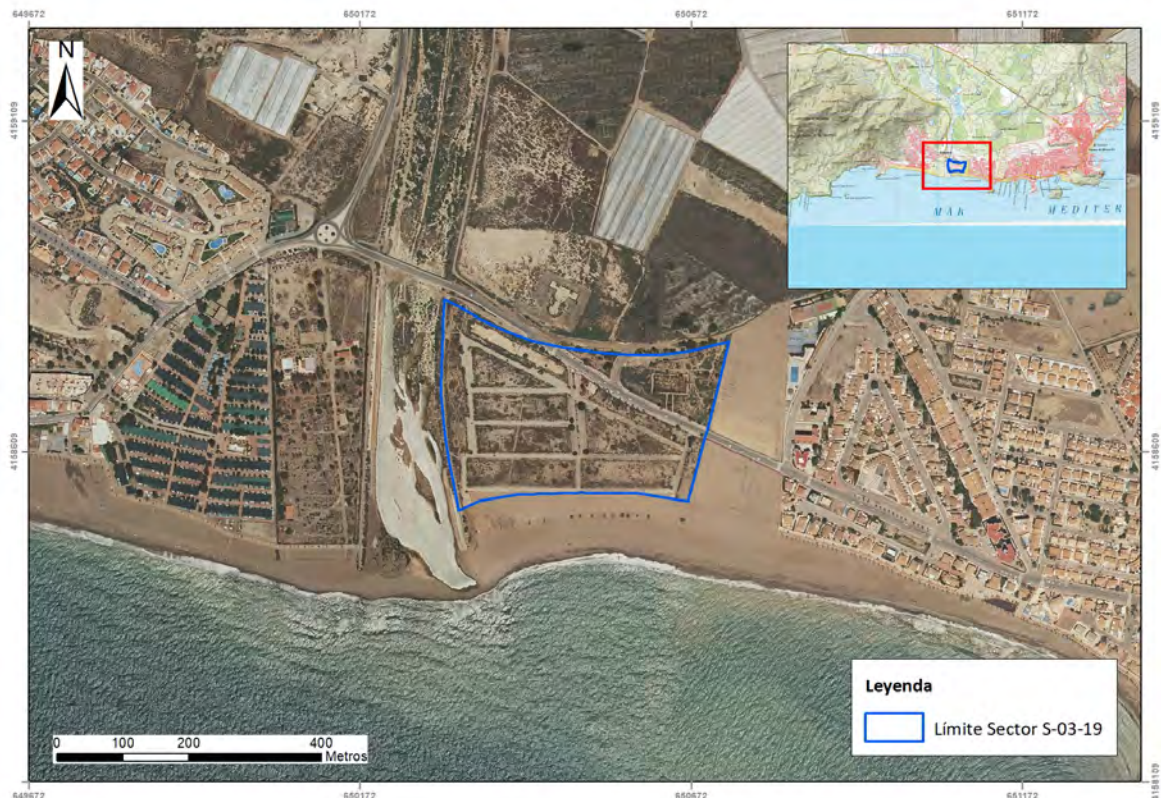 649672 650172 650672 651172
N
4159109 4159109
MAR MEDITER
4158609 4158609
Leyenda
Límite Sector S-03-19
0 100 200 400
Metros
4158109
649672 650172 650672 651172